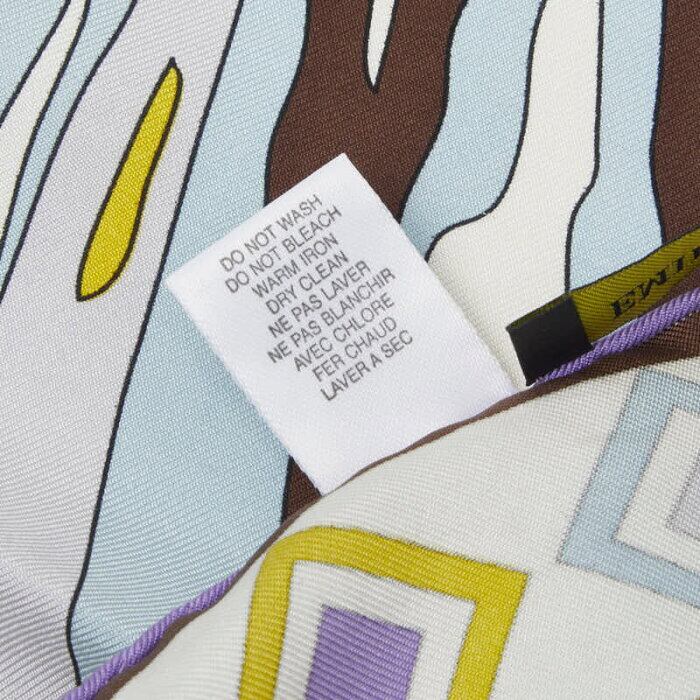 DO NOT WASH
DO NOT BLEACH
WARM IRON
DRY CLEAN
NE PAS LAVER
NE PAS BLANCHIR
AVEC CHLORE
FER CHAUD
LAVER A SEC